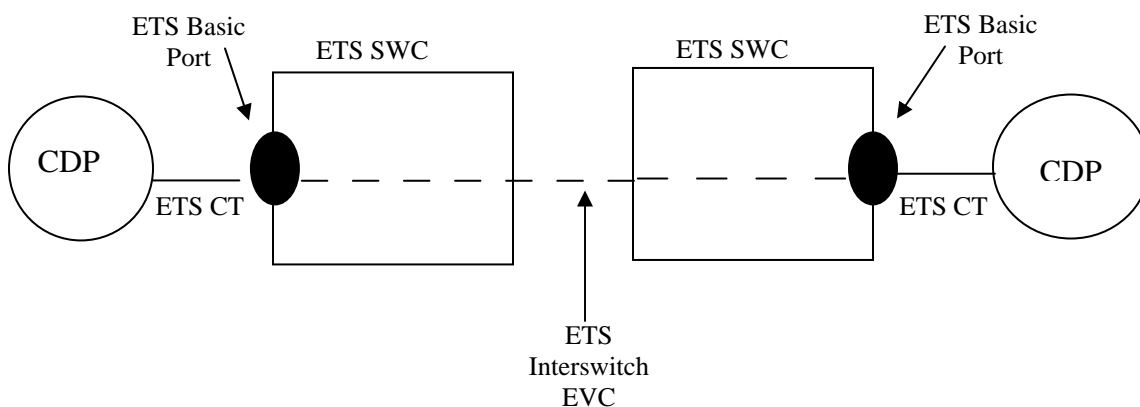 ETS Basic
Port
ETS SWC
ETS SWC
ETS Basic
Port
CDP
ETS CT
ETS CT
CDP
ETS
Interswitch
EVC